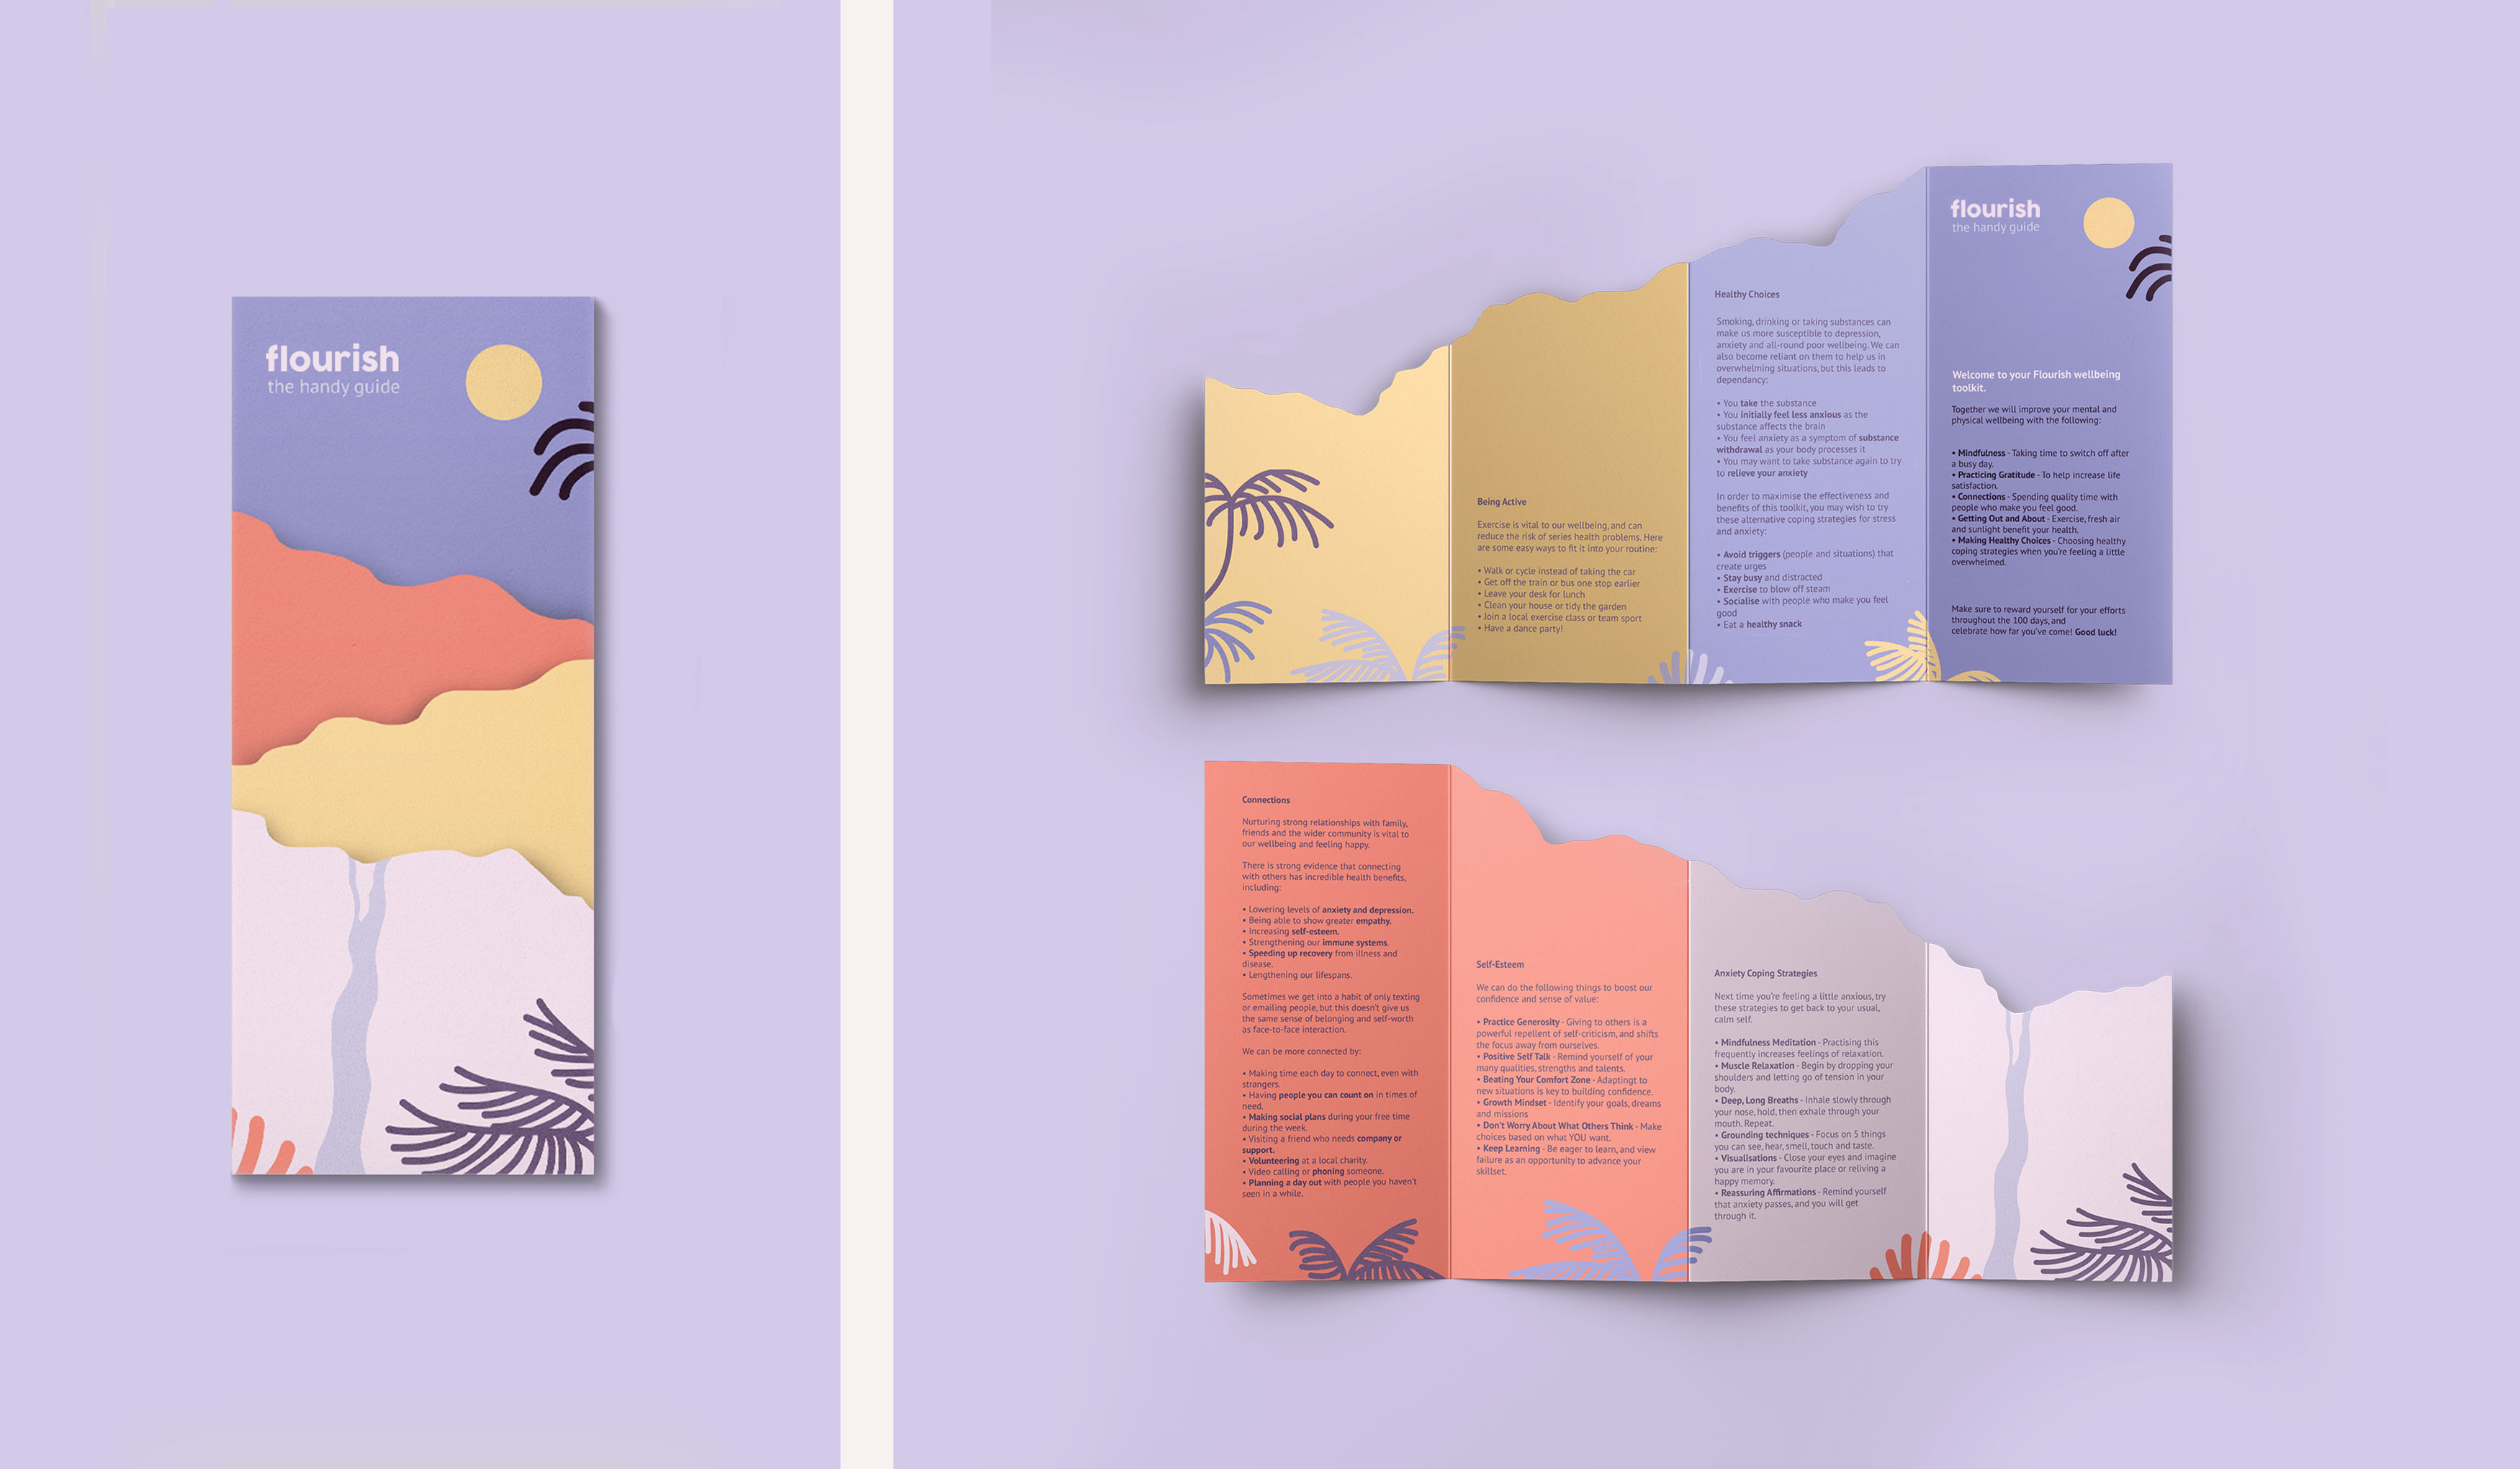 flourish
the handy guide
Being Active
Exercise is vital to our wellbeing, and can
reduce the risk of series health problems. Here
are some easy ways to fit it into your routine:
• Walk or cycle instead of taking the car
• Get off the train or bus one stop earlier
• Leave your desk for lunch
• Clean your house or tidy the garden
• Join a local exercise class or team sport
• Have a dance party!
Healthy Choices
Smoking, drinking or taking substances can
make us more susceptible to depression,
anxiety and all-round poor wellbeing. We can
also become reliant on them to help us in
overwhelming situations, but this leads to
dependancy:
• You take the substance
• You initially feel less anxious as the
substance affects the brain
• You feel anxiety as a symptom of substance
withdrawal as your body processes it
• You may want to take substance again to try
to relieve your anxiety
In order to maximise the effectiveness and
benefits of this toolkit, you may wish to try
these alternative coping strategies for stress
and anxiety:
• Avoid triggers (people and situations) that
create urges
• Stay busy and distracted
• Exercise to blow off steam
• Socialise with people who make you feel
good
• Eat a healthy snack
flourish
the handy guide
Welcome to your Flourish wellbeing
toolkit.
Together we will improve your mental and
physical wellbeing with the following:
• Mindfulness - Taking time to switch off after
a busy day.
• Practicing Gratitude - To help increase life
satisfaction.
• Connections - Spending quality time with
people who make you feel good.
• Getting Out and About - Exercise, fresh air
and sunlight benefit your health.
• Making Healthy Choices - Choosing healthy
coping strategies when you're feeling a little
overwhelmed.
Make sure to reward yourself for your efforts
throughout the 100 days, and
celebrate how far you've come! Good luck!
Connections
Nurturing strong relationships with family,
friends and the wider community is vital to
our wellbeing and feeling happy.
There is strong evidence that connecting
with others has incredible health benefits,
including:
• Lowering levels of anxiety and depression.
• Being able to show greater empathy.
• Increasing self-esteem.
• Strengthening our immune systems.
• Speeding up recovery from illness and
disease.
• Lengthening our lifespans.
Sometimes we get into a habit of only texting
or emailing people, but this doesn't give us
the same sense of belonging and self-worth
as face-to-face interaction.
We can be more connected by:
• Making time each day to connect, even with
strangers.
• Having people you can count on in times of
need.
• Making social plans during your free time
during the week.
• Visiting a friend who needs company or
support.
• Volunteering at a local charity.
• Video calling or phoning someone.
• Planning a day out with people you haven't
seen in a while.
Self-Esteem
We can do the following things to boost our
confidence and sense of value:
• Practice Generosity - Giving to others is a
powerful repellent of self-criticism, and shifts
the focus away from ourselves.
• Positive Self Talk - Remind yourself of your
many qualities, strengths and talents.
• Beating Your Comfort Zone - Adaptingt to
new situations is key to building confidence.
• Growth Mindset - Identify your goals, dreams
and missions
• Don't Worry About What Others Think - Make
choices based on what YOU want.
• Keep Learning - Be eager to learn, and view
failure as an opportunity to advance your
skillset.
Anxiety Coping Strategies
Next time you're feeling a little anxious, try
these strategies to get back to your usual,
calm self.
• Mindfulness Meditation - Practising this
frequently increases feelings of relaxation.
• Muscle Relaxation - Begin by dropping your
shoulders and letting go of tension in your
body.
• Deep, Long Breaths - Inhale slowly through
your nose, hold, then exhale through your
mouth. Repeat.
• Grounding techniques - Focus on 5 things
you can see, hear, smell, touch and taste.
• Visualisations - Close your eyes and imagine
you are in your favourite place or reliving a
happy memory.
• Reassuring Affirmations - Remind yourself
that anxiety passes, and you will get
through it.